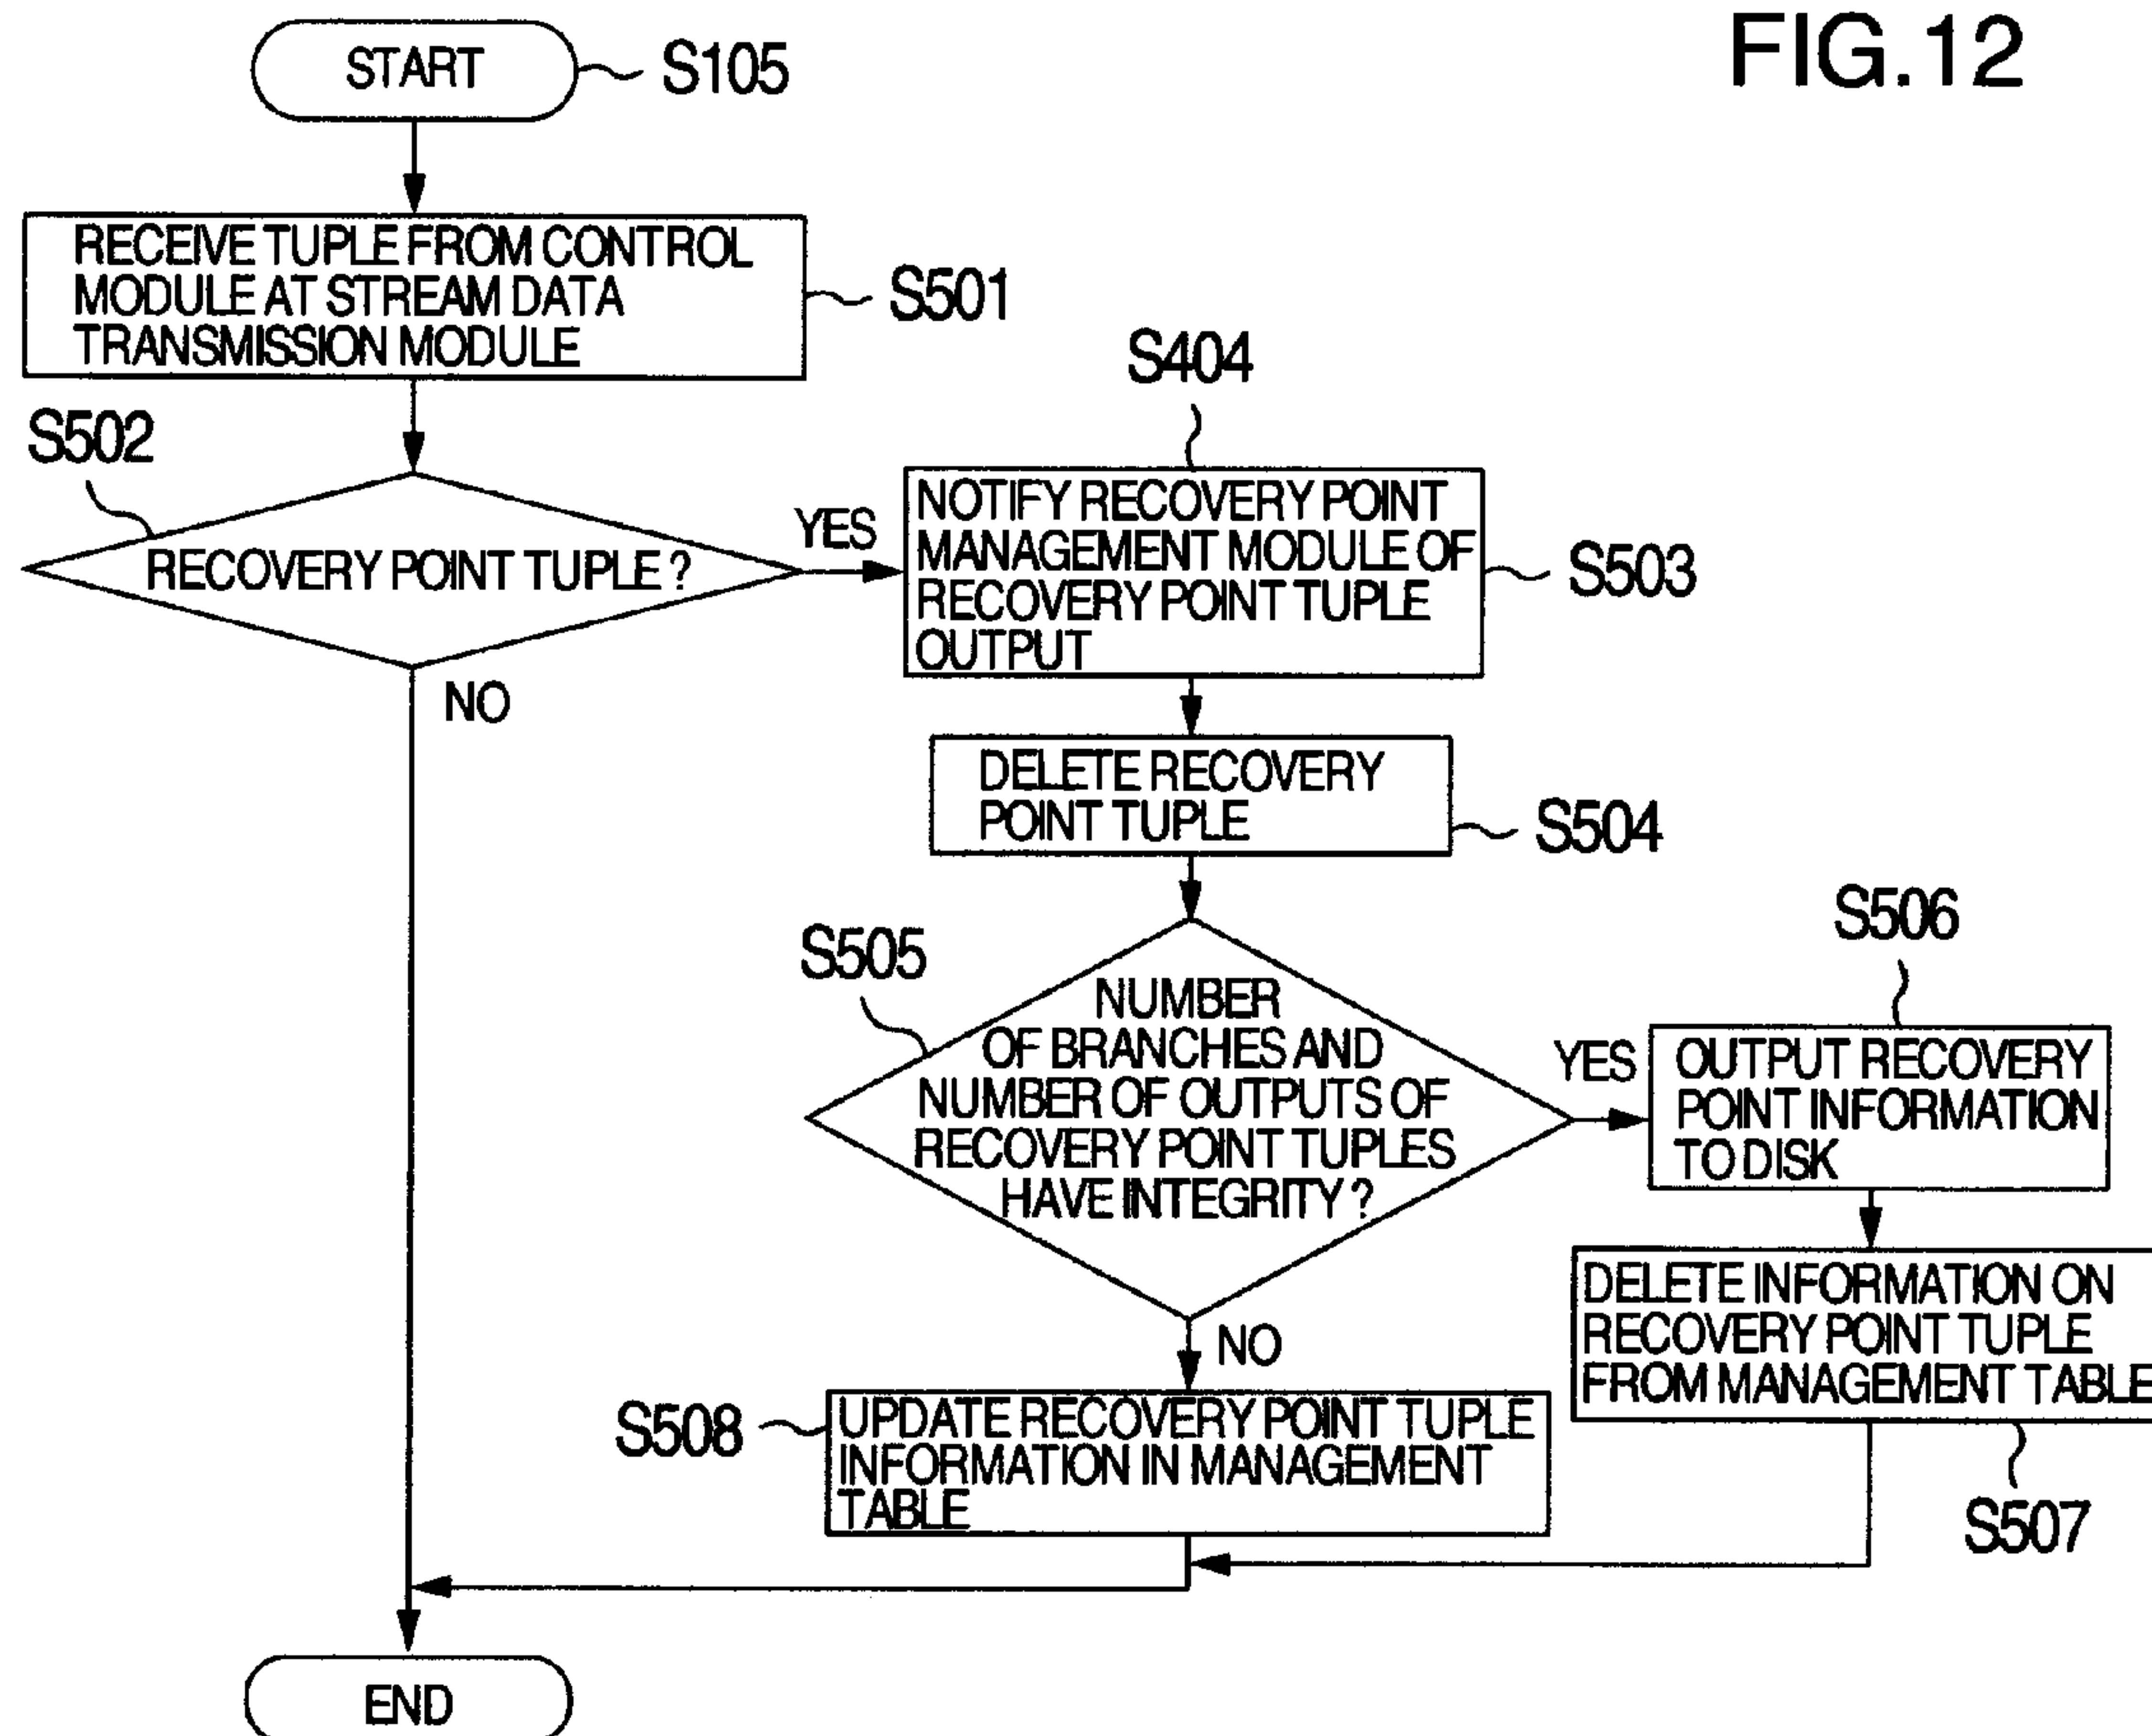 FIG.12
START
S105
RECEIVE TUPLE FROM CONTROL
MODULE AT STREAM DATA
TRANSMISSION MODULE
S501
S502
RECOVERY POINT TUPLE ?
YES
NO
S404
NOTIFY RECOVERY POINT
MANAGEMENT MODULE OF
RECOVERY POINT TUPLE
OUTPUT
S503
DELETE RECOVERY
POINT TUPLE
S504
S505
NUMBER
OF BRANCHES AND
NUMBER OF OUTPUTS OF
RECOVERY POINT TUPLES
HAVE INTEGRITY ?
YES
NO
S506
OUTPUT RECOVERY
POINT INFORMATION
TO DISK
DELETE INFORMATION ON
RECOVERY POINT TUPLE
FROM MANAGEMENT TABLE
S507
S508
UPDATE RECOVERY POINT TUPLE
INFORMATION IN MANAGEMENT
TABLE
END